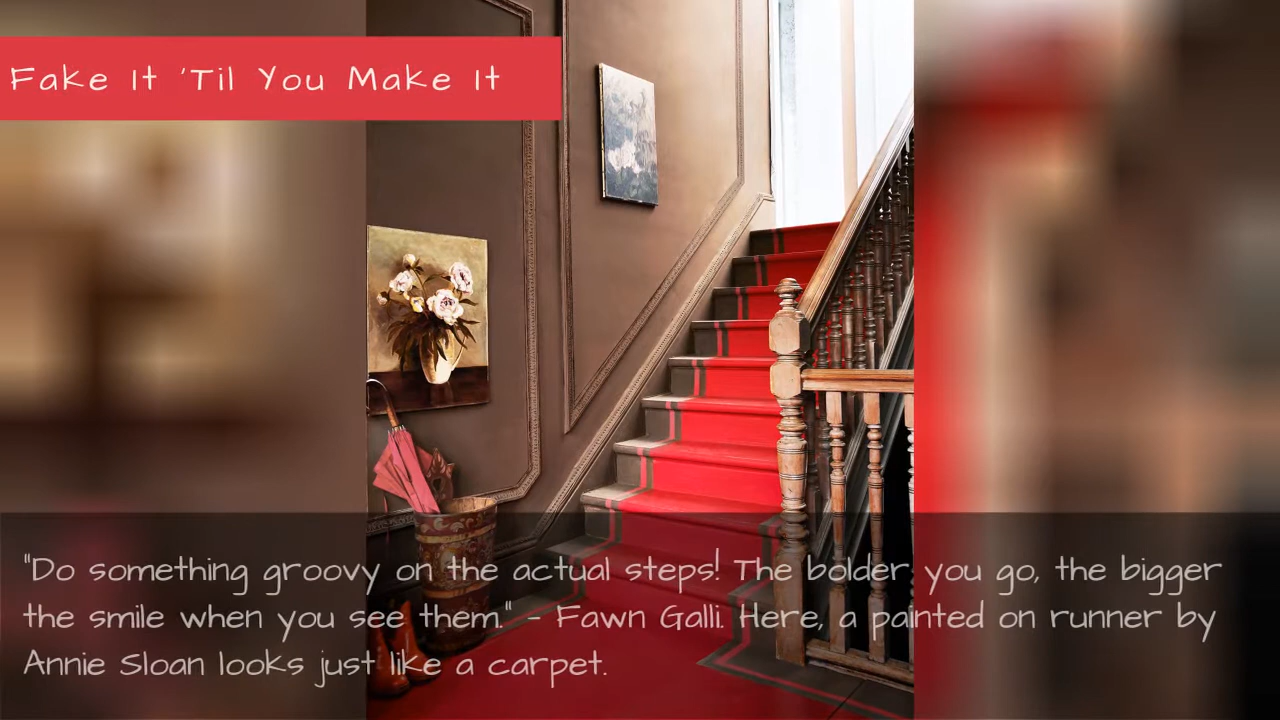 Fake It 'Til You Make It
"Do something groovy on the actual steps! The bolder you go, the bigger
the smile when you see them." - Fawn Galli. Here, a painted on runner by
Annie Sloan looks just like a carpet.